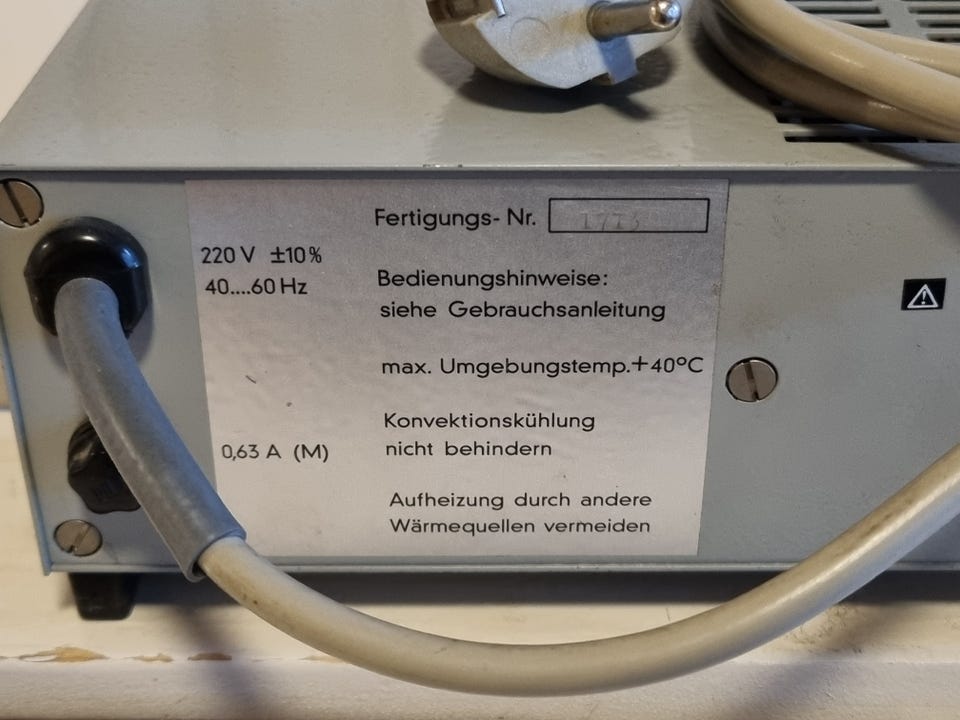 Fertigungs- Nr.
220 V ±10%
40....60 Hz
Bedienungshinweise:
siehe Gebrauchsanleitung
max. Umgebungstemp.+40°C
Konvektionskühlung
nicht behindern
0,63 A (M)
Aufheizung durch andere
Wärmequellen vermeiden